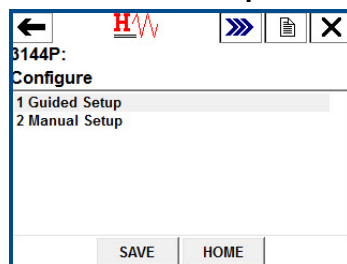 H
3144P:
Configure
1 Guided Setup
2 Manual Setup
SAVE HOME